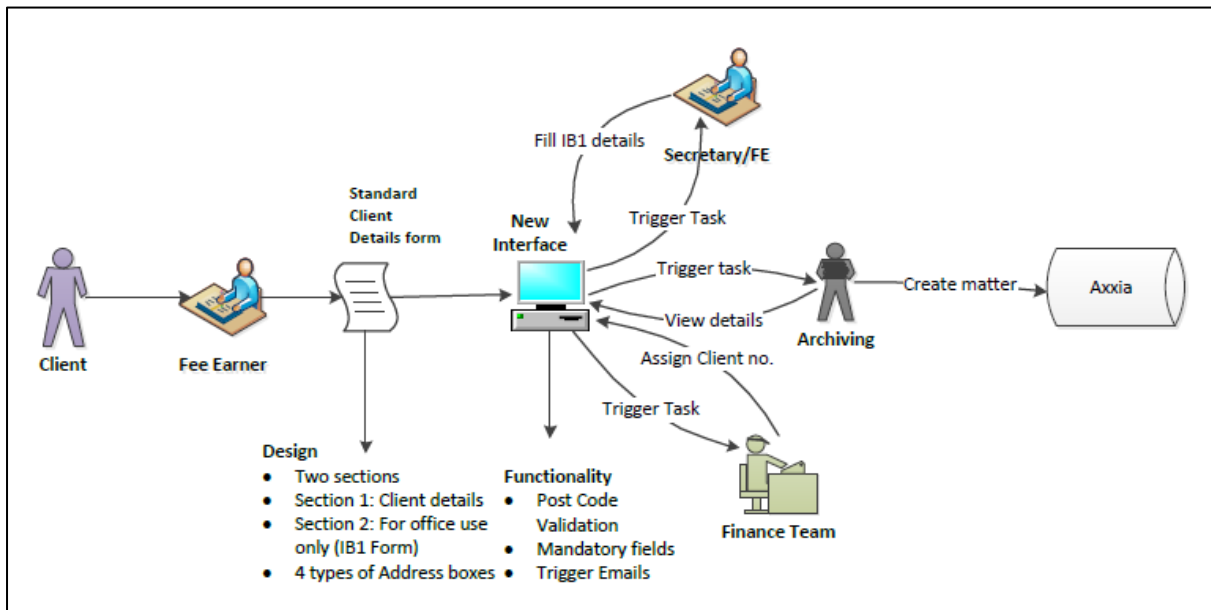 Fill IB1 details
Secretary/FE
Standard
Client
Details form
New
Interface
Trigger Task
Trigger task
Create matter
Axxia
View details
Archiving
Client
Fee Earner
Assign Client no.
Trigger Task
Design
● Two sections
● Section 1: Client details
● Section 2: For office use
only (IB1 Form)
● 4 types of Address boxes
Functionality
● Post Code
Validation
● Mandatory fields
● Trigger Emails
Finance Team